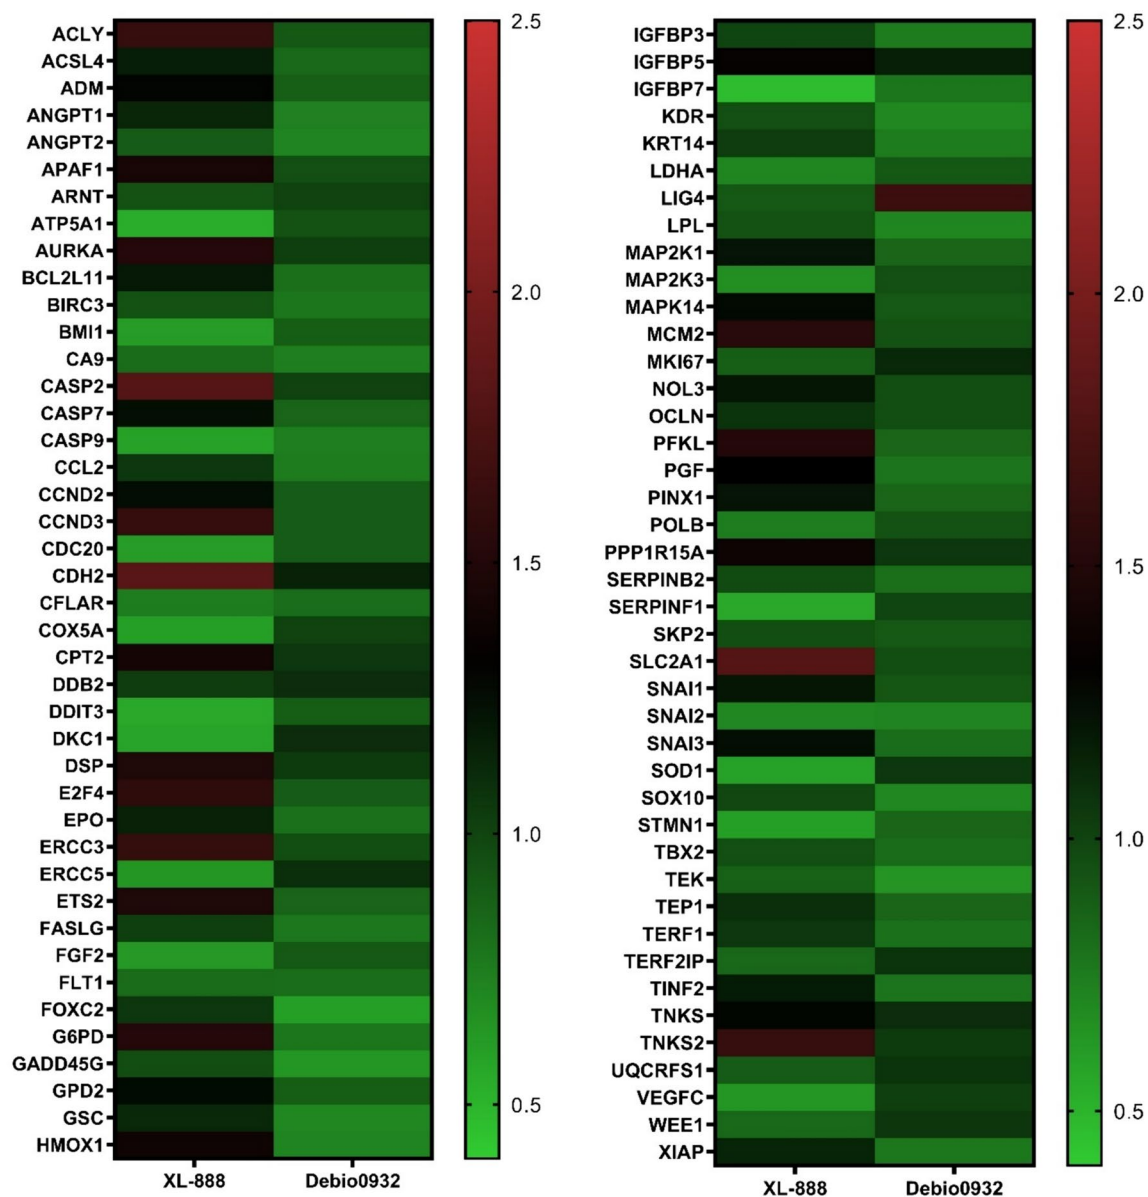 ACLY
ACSL4
ADM
ANGPT1
ANGPT2
APAF1
ARNT
ATP5A1
AURKA
BCL2L11
BIRC3
BMI1
CA9
CASP2
CASP7
CASP9
CCL2
CCND2
CCND3
CDC20
CDH2
CFLAR
COX5A
CPT2
DDB2
DDIT3
DKC1
DSP
E2F4
EPO
ERCC3
ERCC5
ETS2
FASLG
FGF2
FLT1
FOXC2
G6PD
GADD45G
GPD2
GSC
HMOX1
XL-888 Debio0932
2.5
2.0
1.5
1.0
0.5
IGFBP3
IGFBP5
IGFBP7
KDR
KRT14
LDHA
LIG4
LPL
MAP2K1
MAP2K3
MAPK14
MCM2
MKI67
NOL3
OCLN
PFKL
PGF
PINX1
POLB
PPP1R15A
SERPINB2
SERPINF1
SKP2
SLC2A1
SNAI1
SNAI2
SNAI3
SOD1
SOX10
STMN1
TBX2
TEK
TEP1
TERF1
TERF2IP
TINF2
TNKS
TNKS2
UQCRFS1
VEGFC
WEE1
XIAP
XL-888 Debio0932
2.5
2.0
1.5
1.0
0.5